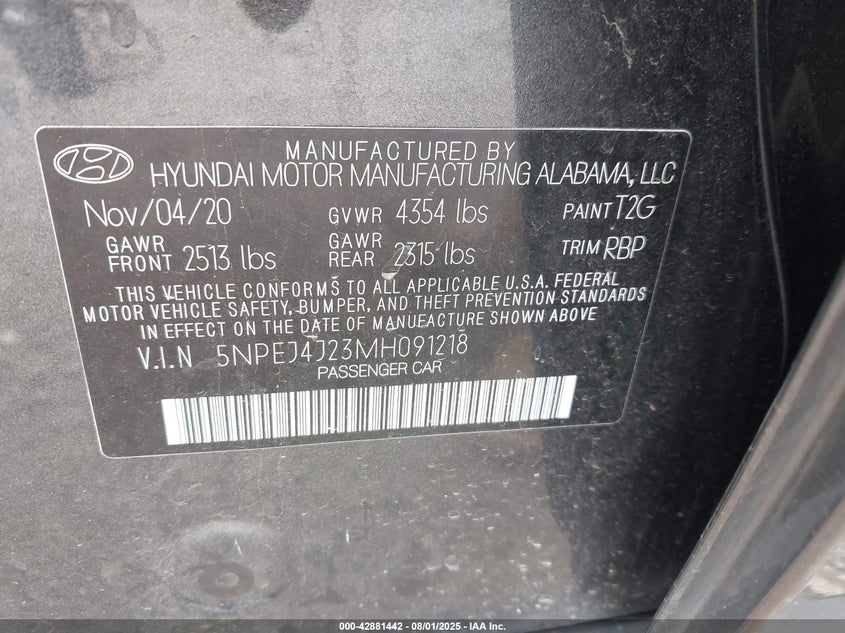 MANUFACTURED BY
HYUNDAI MOTOR MANUFACTURING ALABAMA, LLC
Nov/04/20 GVWR 4354 lbs PAINT T2G
GAWR FRONT 2513 lbs GAWR REAR 2315 lbs TRIM RBP
THIS VEHICLE CONFORMS TO ALL APPLICABLE U.S.A. FEDERAL
MOTOR VEHICLE SAFETY, BUMPER, AND THEFT PREVENTION STANDARDS
IN EFFECT ON THE DATE OF MANUFACTURE SHOWN ABOVE
V.I.N 5NPEJ4J23MH091218
PASSENGER CAR
000-42881442 - 08/01/2025 - IAA Inc.